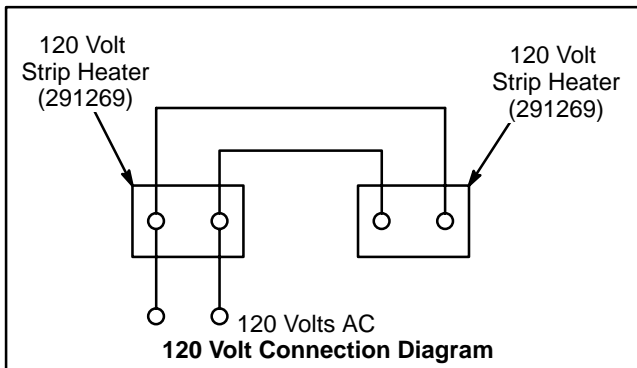 120 Volt
Strip Heater
(291269)
120 Volt
Strip Heater
(291269)
120 Volts AC
120 Volt Connection Diagram